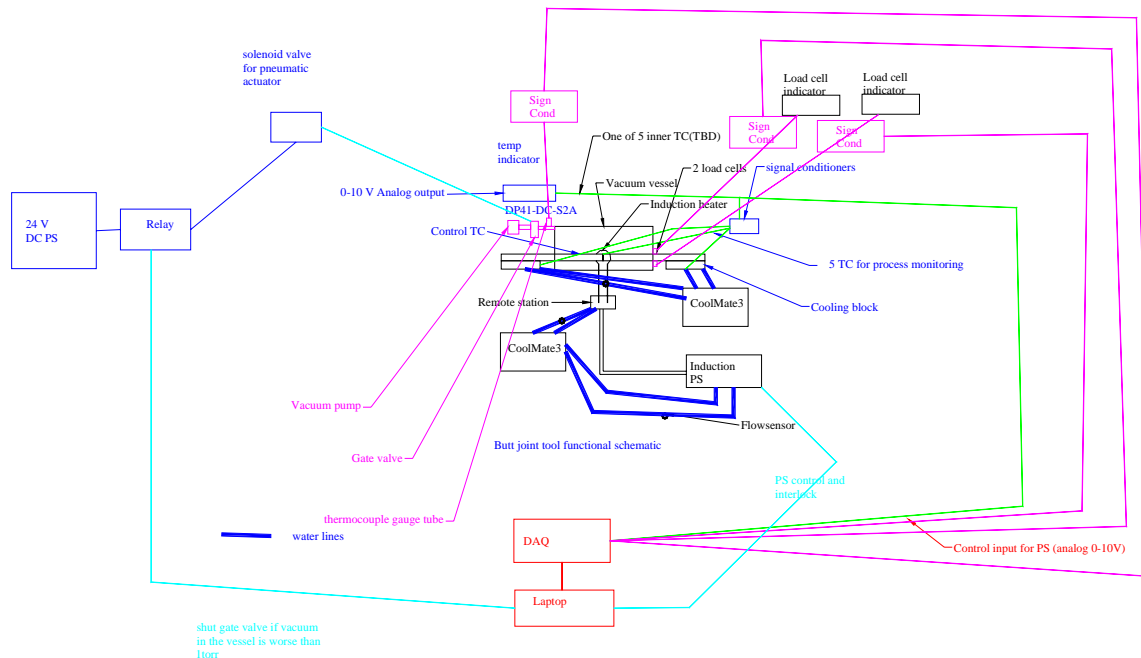 solenoid valve
for pneumatic
actuator
Sign
Cond
Load cell
indicator
Load cell
indicator
Sign
Cond
Sign
Cond
One of 5 inner TC(TBD)
temp
indicator
2 load cells
signal conditioners
Vacuum vessel
0-10 V Analog output
DP41-DC-S2A
Induction heater
24 V
DC PS
Relay
Control TC
5 TC for process monitoring
Remote station
CoolMate3
Cooling block
CoolMate3
Induction
PS
Vacuum pump
Flowsensor
Butt joint tool functional schematic
Gate valve
PS control and
interlock
thermocouple gauge tube
water lines
DAQ
Control input for PS (analog 0-10V)
Laptop
shut gate valve if vacuum
in the vessel is worse than
1torr